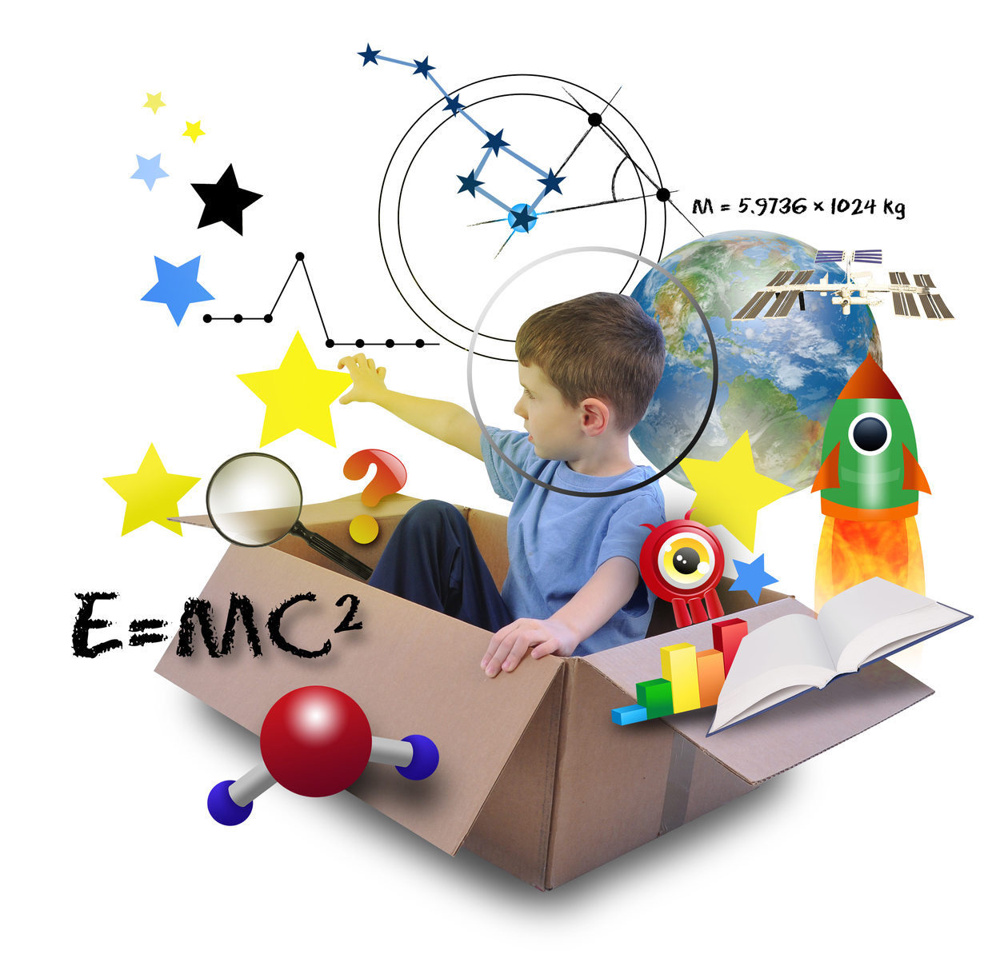 M = 5.9736 × 1024 kg
?
E=MC²